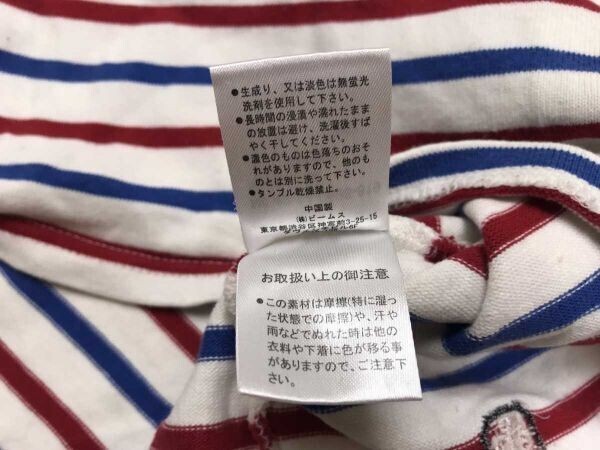 ●生成り、又は淡色は無蛍光
洗剤を使用して下さい。
●長時間の浸漬や濡れたまま
の放置は避け、洗濯後すば
やく干してください。
●濃色のものは色落ちのおそ
れがありますので、他のも
のとは別に洗って下さい。
●タンブル乾燥禁止。
中国製
(株)ビームス
東京都渋谷区神宮前3-25-15
お取扱い上の御注意
●この素材は摩擦(特に湿っ
た状態での摩擦)や、汗や
雨などでぬれた時は他の
衣料や下着に色が移る事
がありますので、ご注意下
さい。